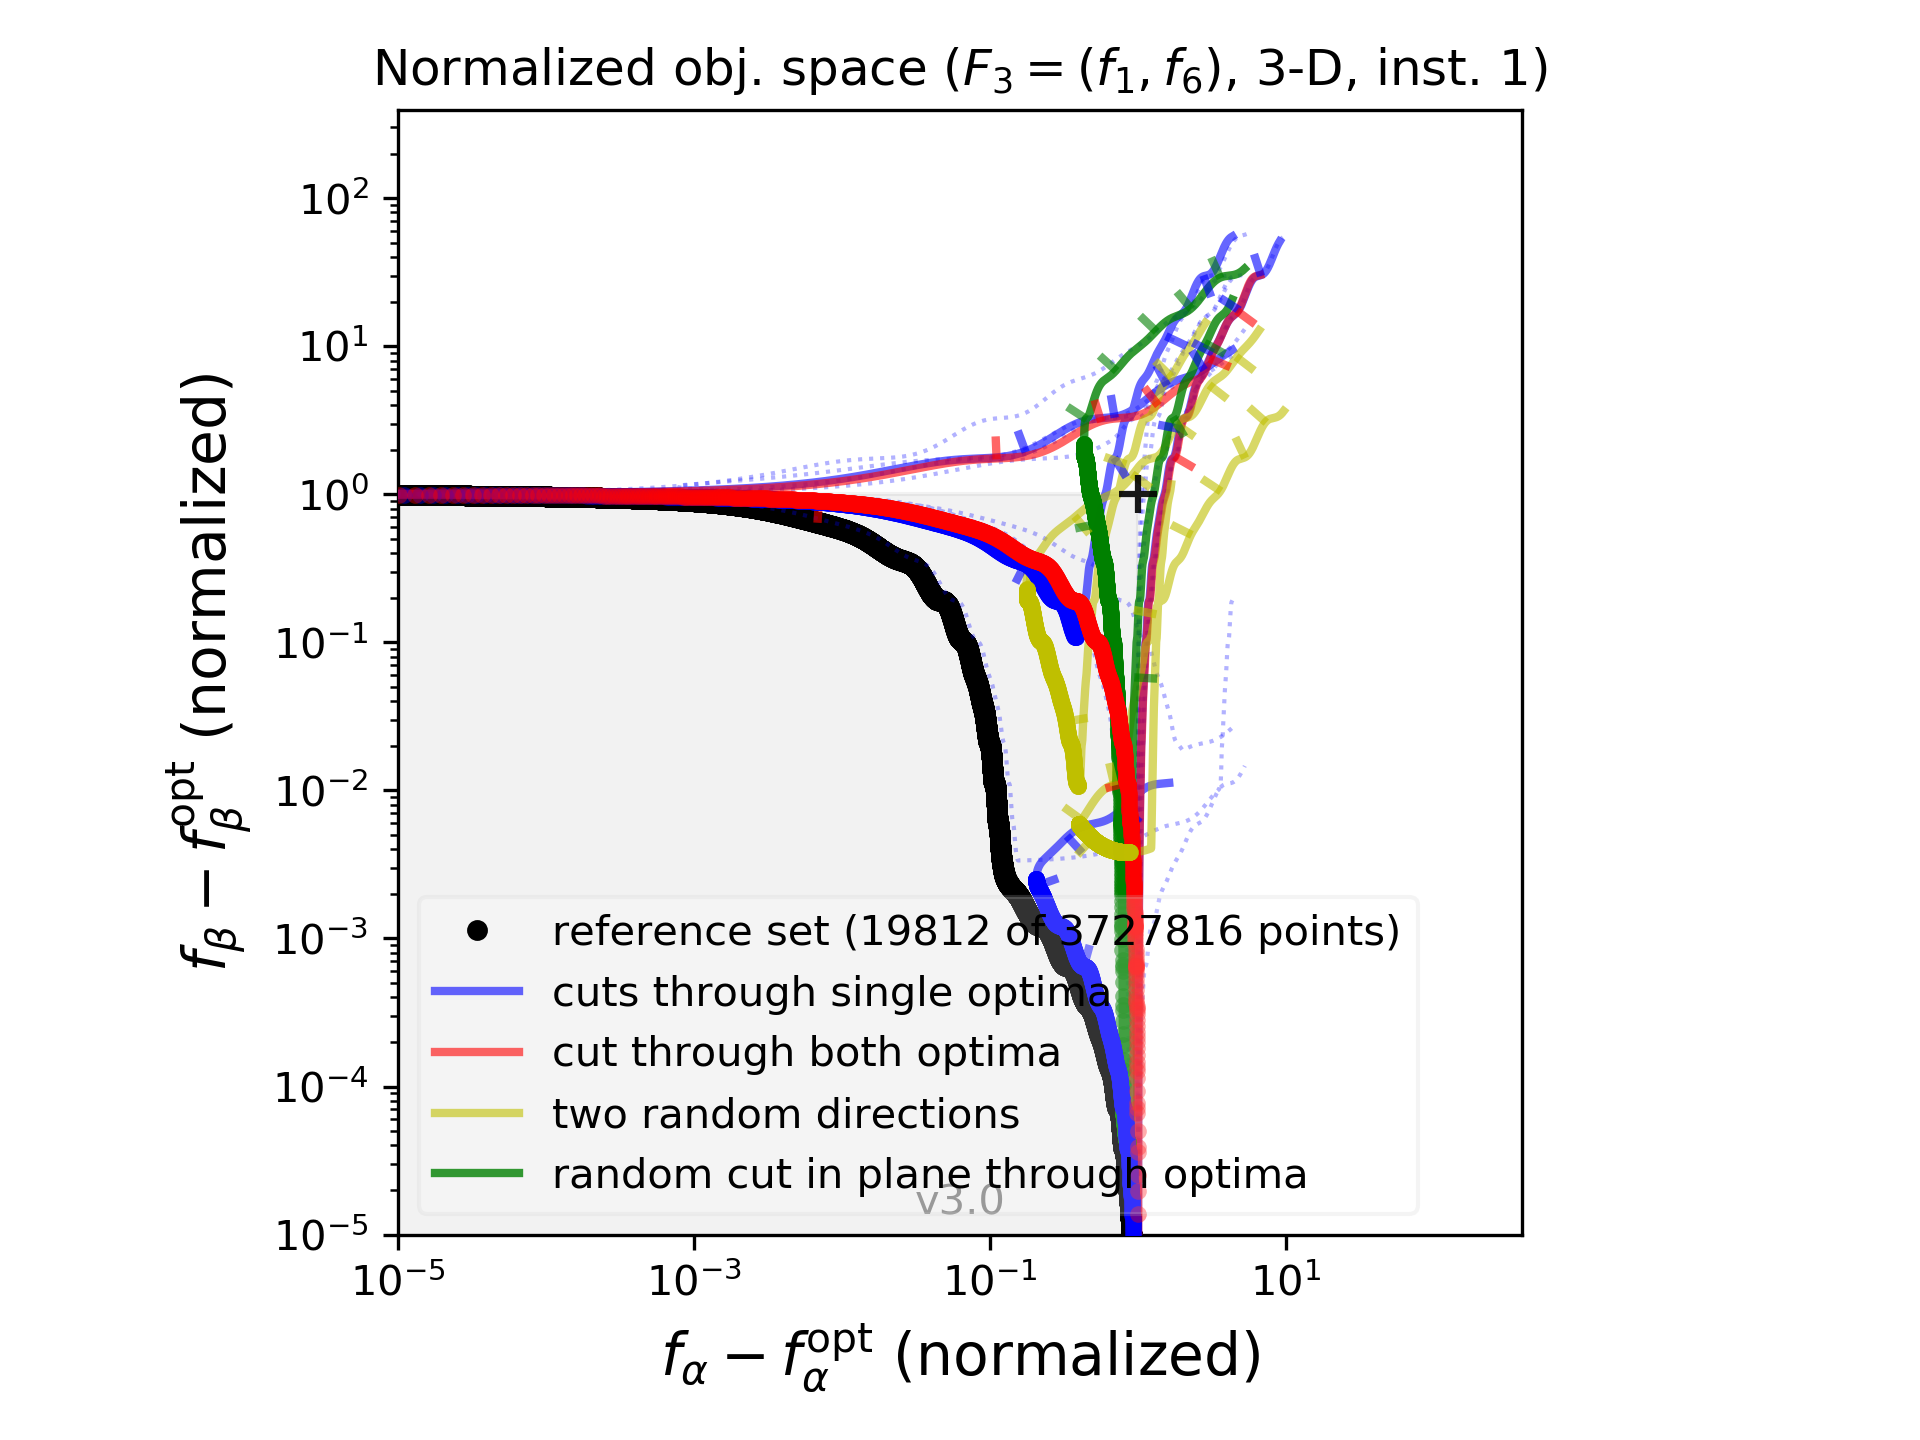 Normalized obj. space (F₃ = (f₁, f₆), 3-D, inst. 1)
f_β − f_β^opt (normalized)
10²
10¹
10⁰
10⁻¹
10⁻²
10⁻³
10⁻⁴
10⁻⁵
reference set (19812 of 3727816 points)
cuts through single optima
cut through both optima
two random directions
random cut in plane through optima
v3.0
10⁻⁵ 10⁻³ 10⁻¹ 10¹
f_α − f_α^opt (normalized)